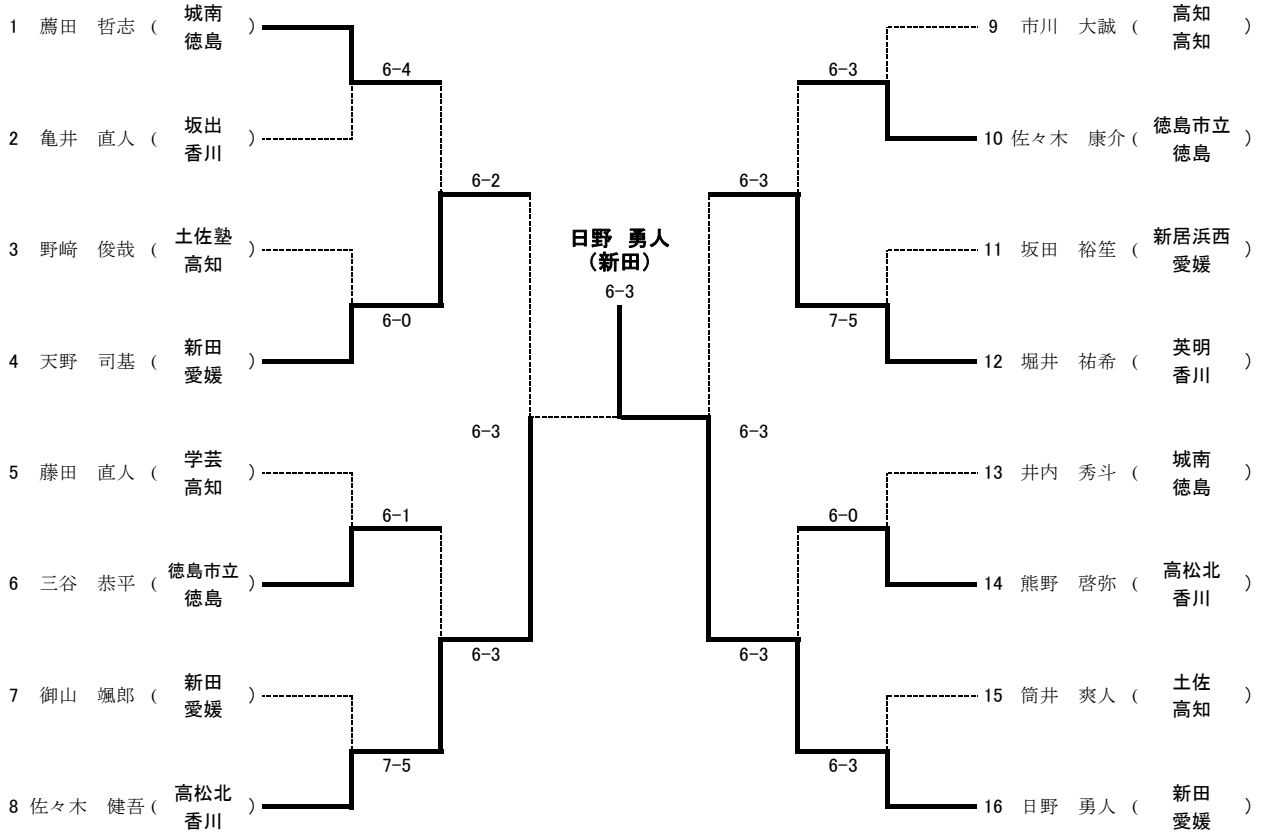 1 薦田 哲志 ( 城南 徳島 )
2 亀井 直人 ( 坂出 香川 )
3 野﨑 俊哉 ( 土佐塾 高知 )
4 天野 司基 ( 新田 愛媛 )
5 藤田 直人 ( 学芸 高知 )
6 三谷 恭平 ( 徳島市立 徳島 )
7 御山 颯郎 ( 新田 愛媛 )
8 佐々木 健吾 ( 高松北 香川 )
6-4
6-0
6-1
7-5
6-2
6-3
6-3
日野 勇人
(新田)
6-3
6-3
7-5
6-0
6-3
6-3
6-3
6-3
9 市川 大誠 ( 高知 高知 )
10 佐々木 康介 ( 徳島市立 徳島 )
11 坂田 裕笙 ( 新居浜西 愛媛 )
12 堀井 祐希 ( 英明 香川 )
13 井内 秀斗 ( 城南 徳島 )
14 熊野 啓弥 ( 高松北 香川 )
15 筒井 爽人 ( 土佐 高知 )
16 日野 勇人 ( 新田 愛媛 )